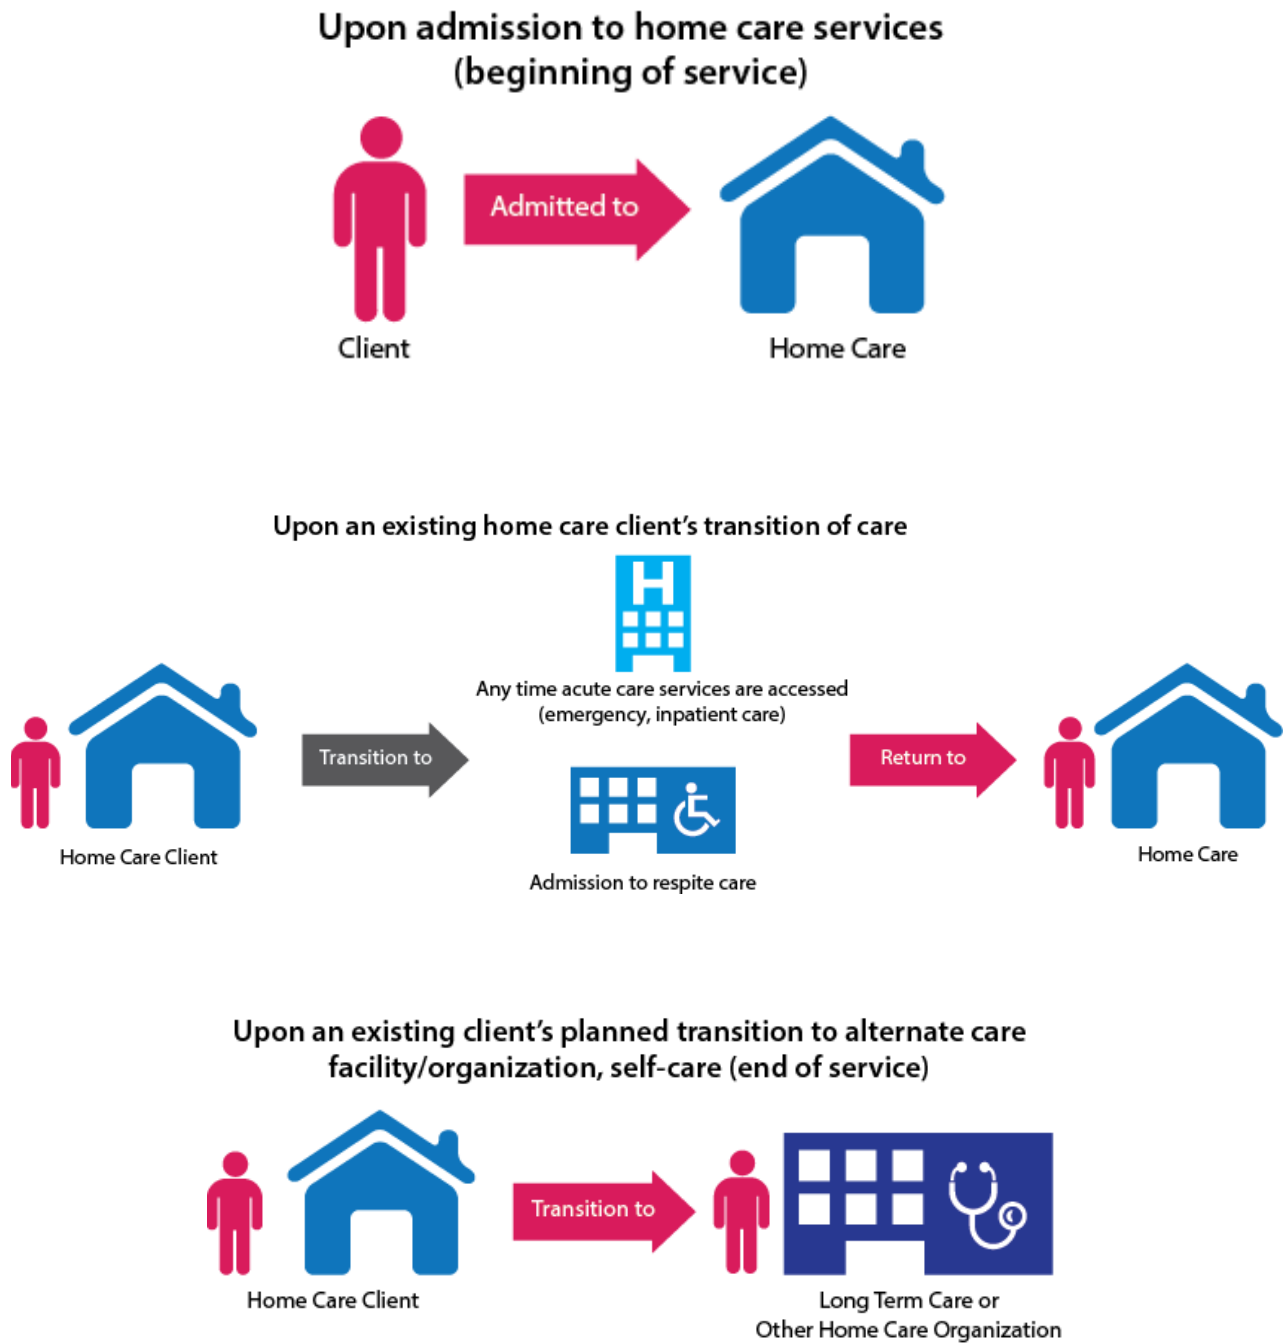 Upon admission to home care services
(beginning of service)
Admitted to
Client
Home Care
Upon an existing home care client's transition of care
H
Any time acute care services are accessed
(emergency, inpatient care)
Transition to
Return to
Home Care Client
Home Care
Admission to respite care
Upon an existing client's planned transition to alternate care
facility/organization, self-care (end of service)
Transition to
Home Care Client
Long Term Care or
Other Home Care Organization